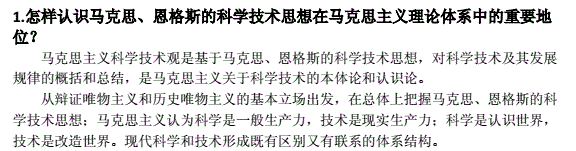 1.怎样认识马克思、恩格斯的科学技术思想在马克思主义理论体系中的重要地
位？
马克思主义科学技术观是基于马克思、恩格斯的科学技术思想，对科学技术及其发展
规律的概括和总结，是马克思主义关于科学技术的本体论和认识论。
从辩证唯物主义和历史唯物主义的基本立场出发，在总体上把握马克思、恩格斯的科
学技术思想；马克思主义认为科学是一般生产力，技术是现实生产力；科学是认识世界，
技术是改造世界。现代科学和技术形成既有区别又有联系的体系结构。